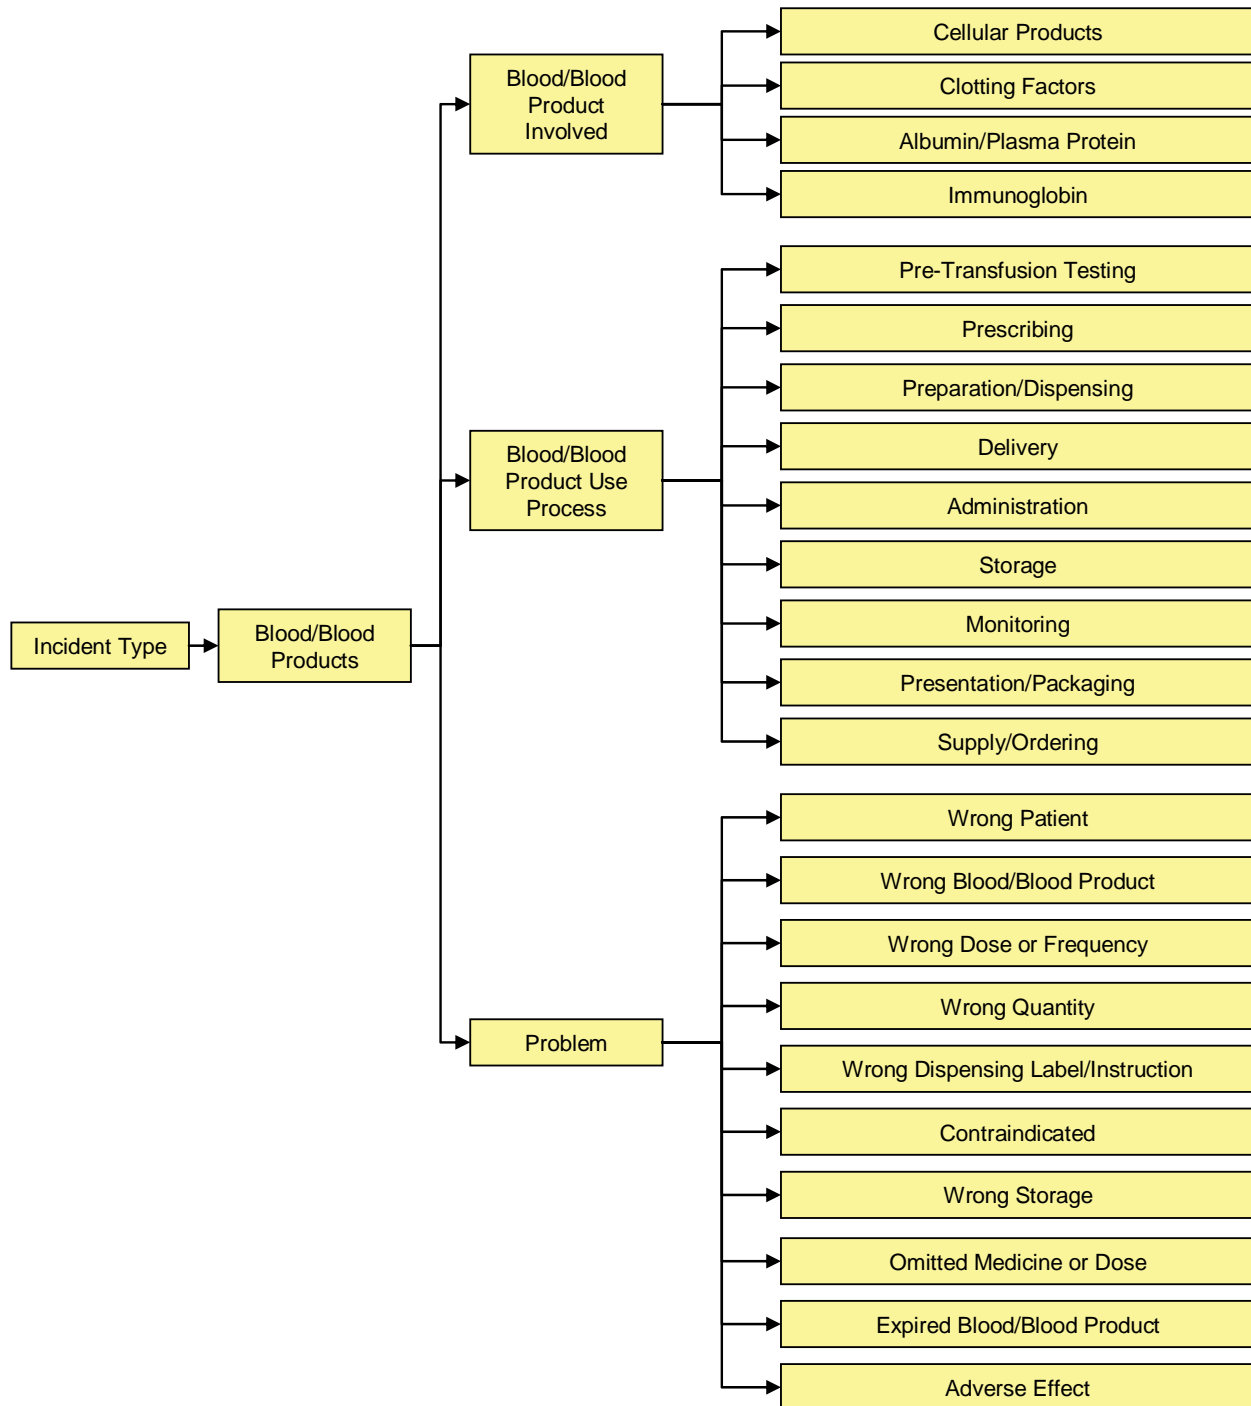 Incident Type
Blood/Blood
Products
Blood/Blood
Product
Involved
Cellular Products
Clotting Factors
Albumin/Plasma Protein
Immunoglobin
Blood/Blood
Product Use
Process
Pre-Transfusion Testing
Prescribing
Preparation/Dispensing
Delivery
Administration
Storage
Monitoring
Presentation/Packaging
Supply/Ordering
Problem
Wrong Patient
Wrong Blood/Blood Product
Wrong Dose or Frequency
Wrong Quantity
Wrong Dispensing Label/Instruction
Contraindicated
Wrong Storage
Omitted Medicine or Dose
Expired Blood/Blood Product
Adverse Effect